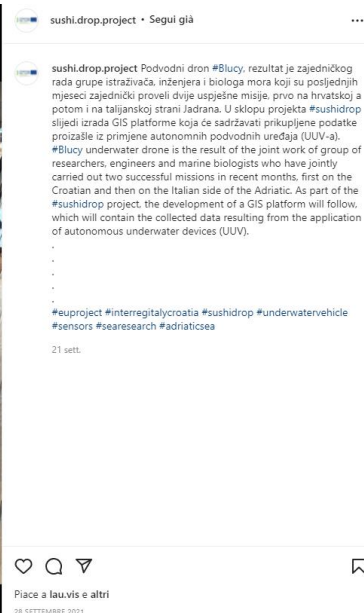 sushi.drop.project • Segui già
sushi.drop.project Podvodni dron #Blucy, rezultat je zajedničkog
rada grupe istraživača, inženjera i biologa mora koji su posljednjih
mjeseci zajednički proveli dvije uspješne misije, prvo na hrvatskoj a
potom i na talijanskoj strani Jadrana. U sklopu projekta #sushidrop
slijedi izrada GIS platforme koja će sadržavati prikupljene podatke
proizašle iz primjene autonomnih podvodnih uređaja (UUV-a).
#Blucy underwater drone is the result of the joint work of group of
researchers, engineers and marine biologists who have jointly
carried out two successful missions in recent months, first on the
Croatian and then on the Italian side of the Adriatic. As part of the
#sushidrop project, the development of a GIS platform will follow,
which will contain the collected data resulting from the application
of autonomous underwater devices (UUV).
.
.
.
.
.
#euproject #interregitalycroatia #sushidrop #underwatervehicle
#sensors #searesearch #adriaticsea
21 sett.
Piace a lau.vis e altri
28 SETTEMBRE 2021